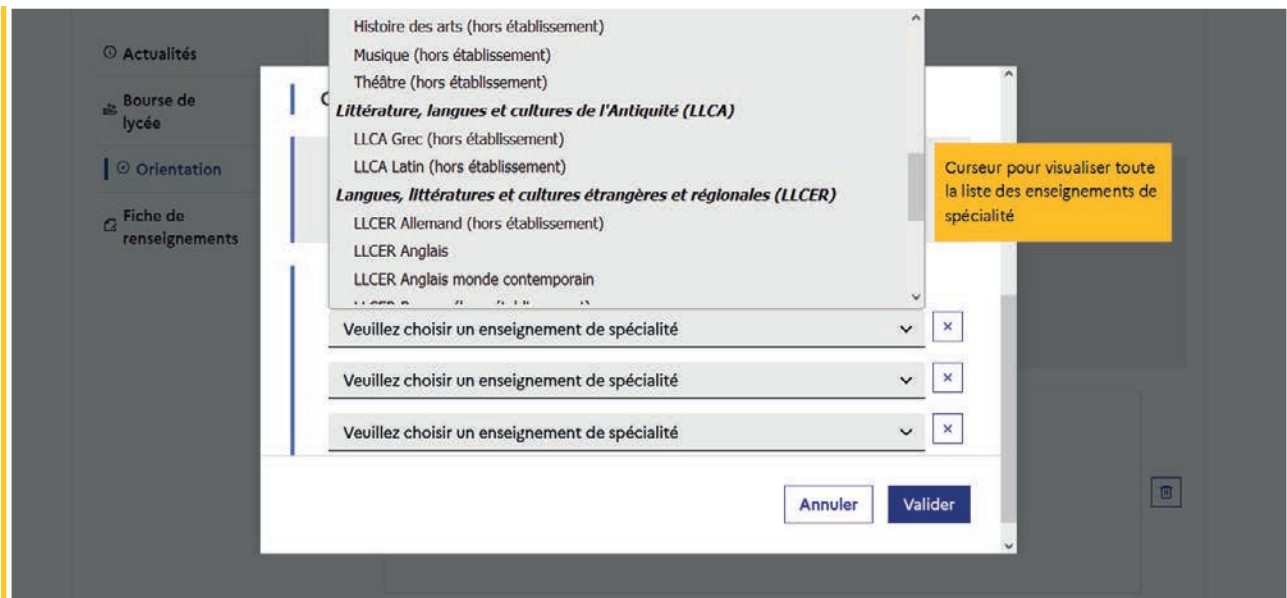 Actualités
Bourse de
lycée
Orientation
Fiche de
renseignements
Histoire des arts (hors établissement)
Musique (hors établissement)
Théâtre (hors établissement)
Littérature, langues et cultures de l'Antiquité (LLCA)
LLCA Grec (hors établissement)
LLCA Latin (hors établissement)
Langues, littératures et cultures étrangères et régionales (LLCER)
LLCER Allemand (hors établissement)
LLCER Anglais
LLCER Anglais monde contemporain
Veuillez choisir un enseignement de spécialité
Veuillez choisir un enseignement de spécialité
Veuillez choisir un enseignement de spécialité
Annuler
Valider
Curseur pour visualiser toute
la liste des enseignements de
spécialité